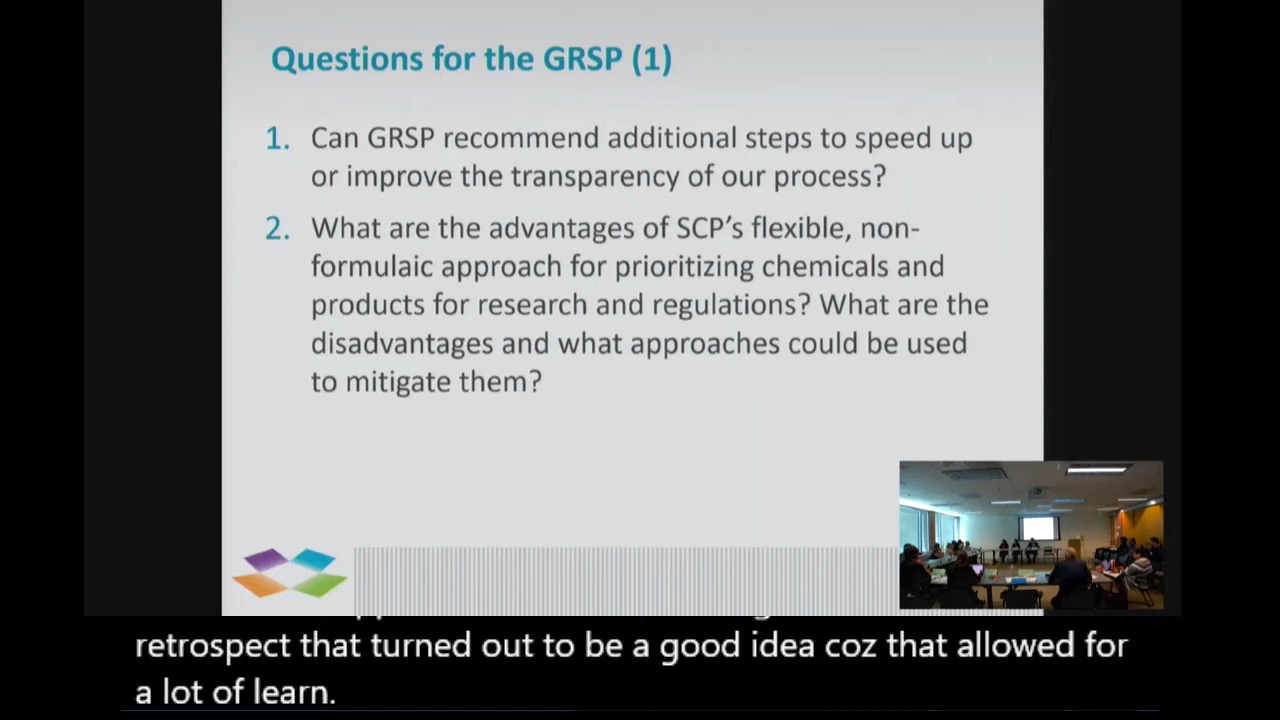 Questions for the GRSP (1)
1. Can GRSP recommend additional steps to speed up
or improve the transparency of our process?
2. What are the advantages of SCP’s flexible, non-
formulaic approach for prioritizing chemicals and
products for research and regulations? What are the
disadvantages and what approaches could be used
to mitigate them?
retrospect that turned out to be a good idea coz that allowed for
a lot of learn.